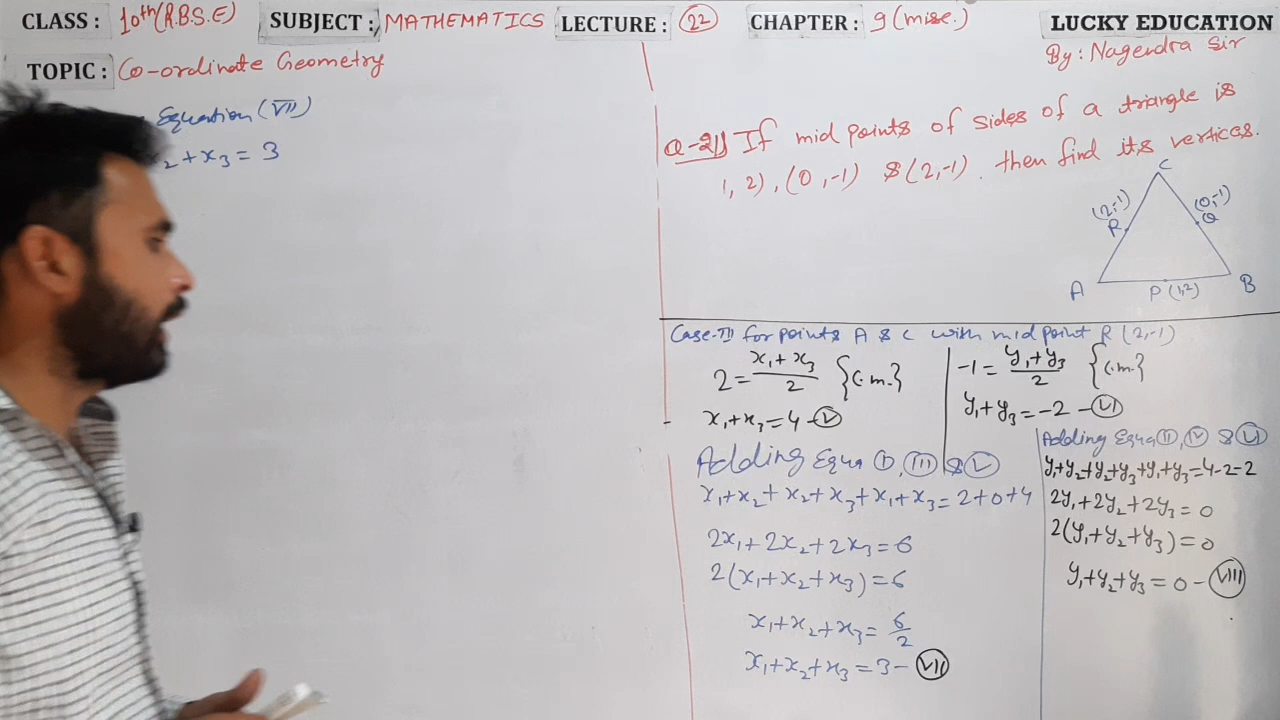 CLASS : 10th (R.B.S.E) SUBJECT : MATHEMATICS LECTURE : 22 CHAPTER : 9 (mise.) LUCKY EDUCATION
By : Nagendra Sir
TOPIC : Co-ordinate Geometry
Equation (VII)
x₂ + x₃ = 3
Q-21) If mid points of sides of a triangle is
1, 2), (0, -1) & (2, -1). then find its vertices.
C
(2,-1) R
(0,-1) Q
A P (1,2) B
Case-III for points A & C with mid point R (2,-1)
2 = (x₁ + x₃)/2 {c.m.}
x₁ + x₃ = 4 - (V)
-1 = (y₁ + y₃)/2 {c.m.}
y₁ + y₃ = -2 - (VI)
Adding Equa (I), (III) & (V)
x₁ + x₂ + x₂ + x₃ + x₁ + x₃ = 2 + 0 + 4
2x₁ + 2x₂ + 2x₃ = 6
2(x₁ + x₂ + x₃) = 6
x₁ + x₂ + x₃ = 6/2
x₁ + x₂ + x₃ = 3 - (VII)
Adding Equa (II), (IV) & (VI)
y₁ + y₂ + y₂ + y₃ + y₁ + y₃ = 4 - 2 - 2
2y₁ + 2y₂ + 2y₃ = 0
2(y₁ + y₂ + y₃) = 0
y₁ + y₂ + y₃ = 0 - (VIII)